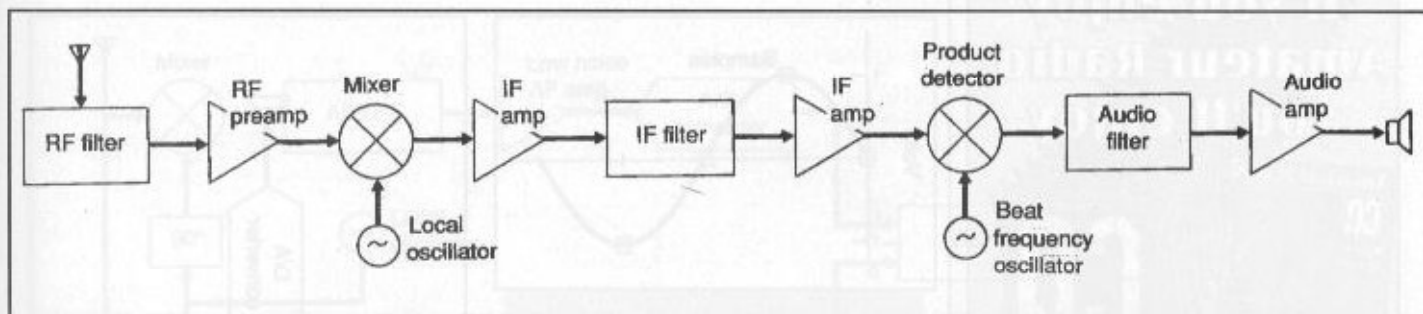 RF filter
RF
preamp
Mixer
Local
oscillator
IF
amp
IF filter
IF
amp
Product
detector
Beat
frequency
oscillator
Audio
filter
Audio
amp